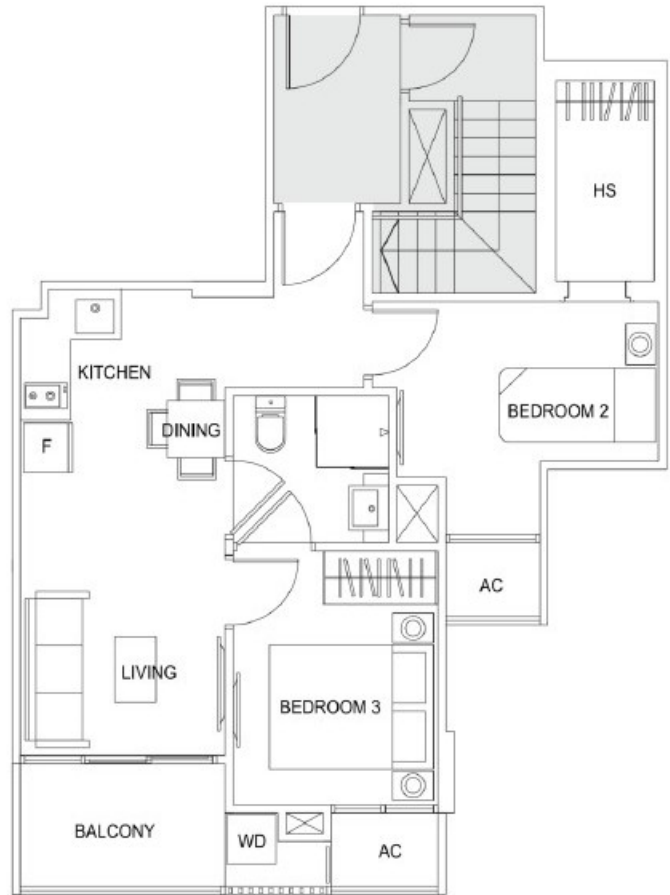 HS
KITCHEN
BEDROOM 2
DINING
F
AC
LIVING
BEDROOM 3
BALCONY
WD
AC